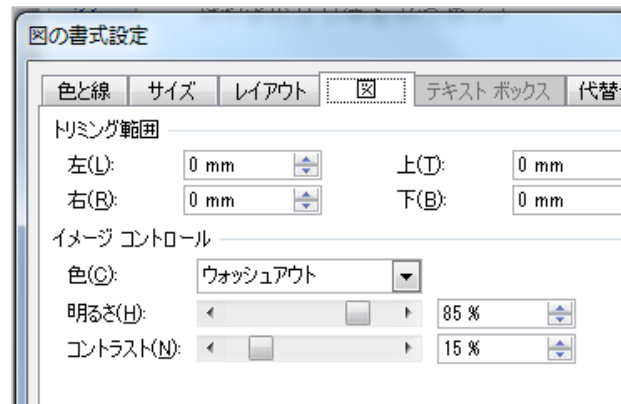 図の書式設定
色と線 サイズ レイアウト 図 テキスト ボックス 代替
トリミング範囲
左(L): 0 mm 上(T): 0 mm
右(R): 0 mm 下(B): 0 mm
イメージ コントロール
色(C): ウォッシュアウト
明るさ(H): 85 %
コントラスト(N): 15 %